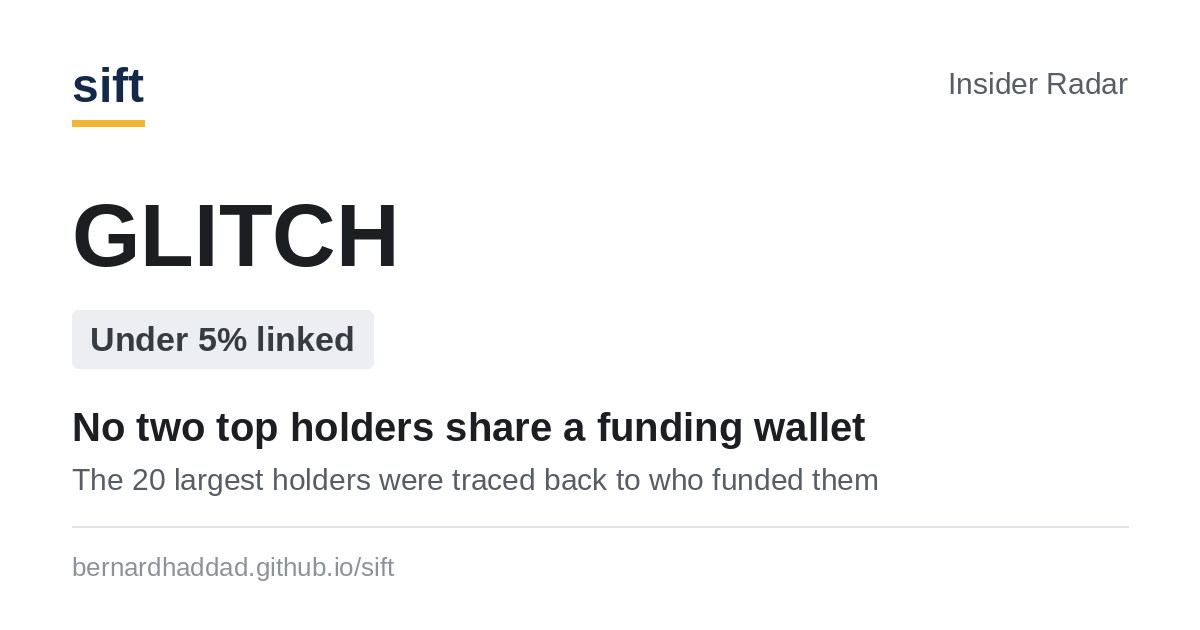 sift
Insider Radar
GLITCH
Under 5% linked
No two top holders share a funding wallet
The 20 largest holders were traced back to who funded them
bernardhaddad.github.io/sift